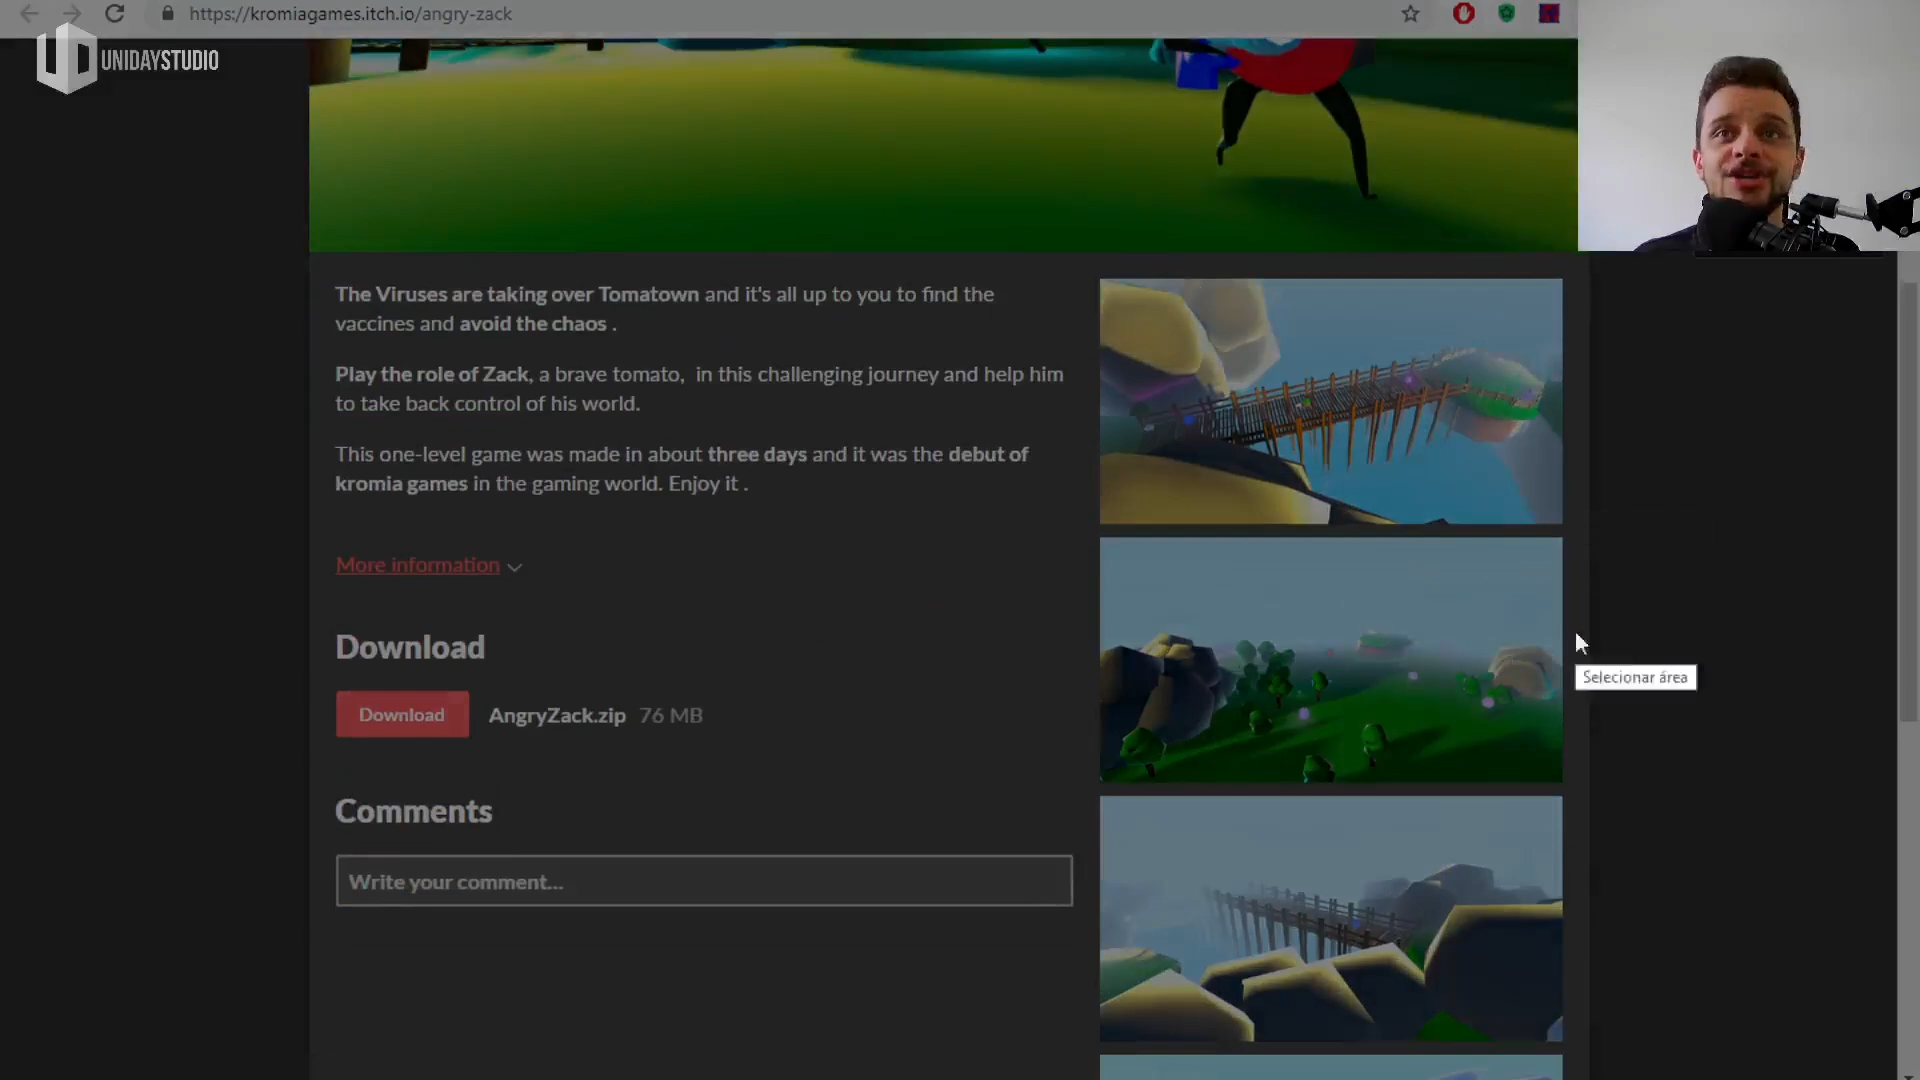 https://kromiagames.itch.io/angry-zack
UD UNIDAYSTUDIO
The Viruses are taking over Tomatown and it's all up to you to find the
vaccines and avoid the chaos .
Play the role of Zack, a brave tomato, in this challenging journey and help him
to take back control of his world.
This one-level game was made in about three days and it was the debut of
kromia games in the gaming world. Enjoy it .
More information
Download
Download AngryZack.zip 76 MB
Selecionar área
Comments
Write your comment...